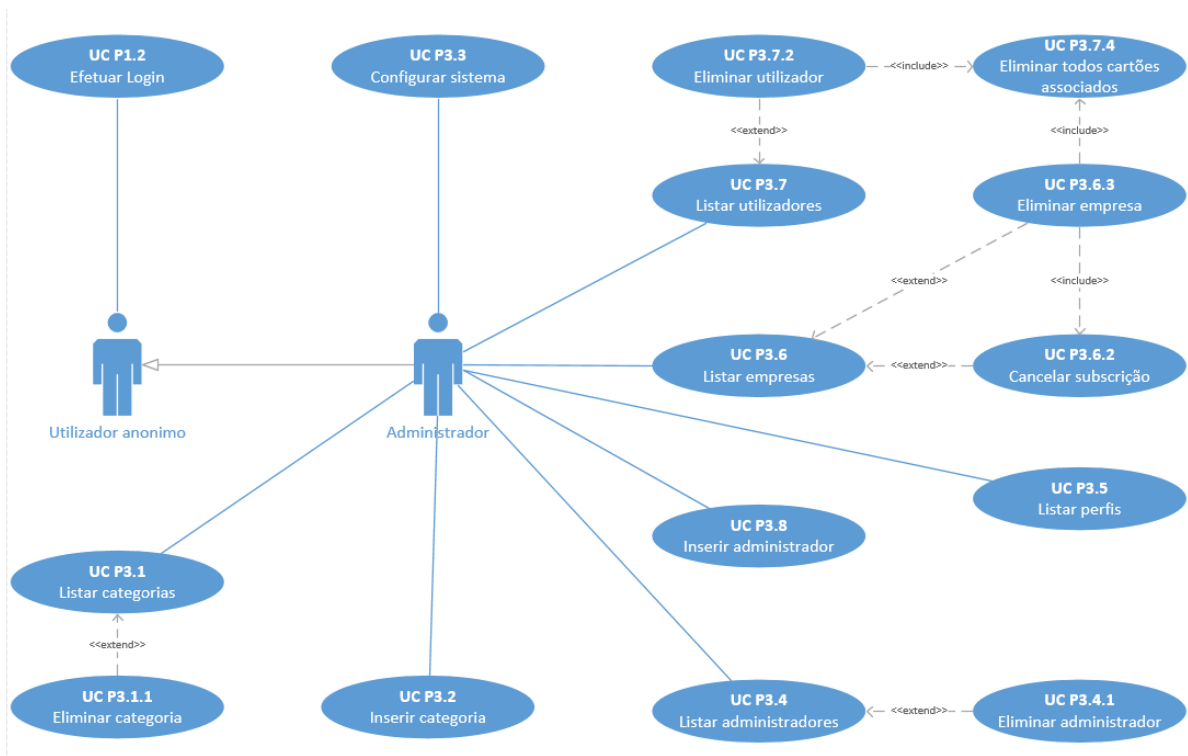 UC P1.2
Efetuar Login
UC P3.3
Configurar sistema
UC P3.7.2
Eliminar utilizador
<<include>>
UC P3.7.4
Eliminar todos cartões
associados
<<extend>>
<<include>>
UC P3.7
Listar utilizadores
UC P3.6.3
Eliminar empresa
<<extend>>
<<include>>
UC P3.6
Listar empresas
<<extend>>
UC P3.6.2
Cancelar subscrição
Utilizador anonimo
Administrador
UC P3.5
Listar perfis
UC P3.8
Inserir administrador
UC P3.1
Listar categorias
<<extend>>
UC P3.1.1
Eliminar categoria
UC P3.2
Inserir categoria
UC P3.4
Listar administradores
<<extend>>
UC P3.4.1
Eliminar administrador